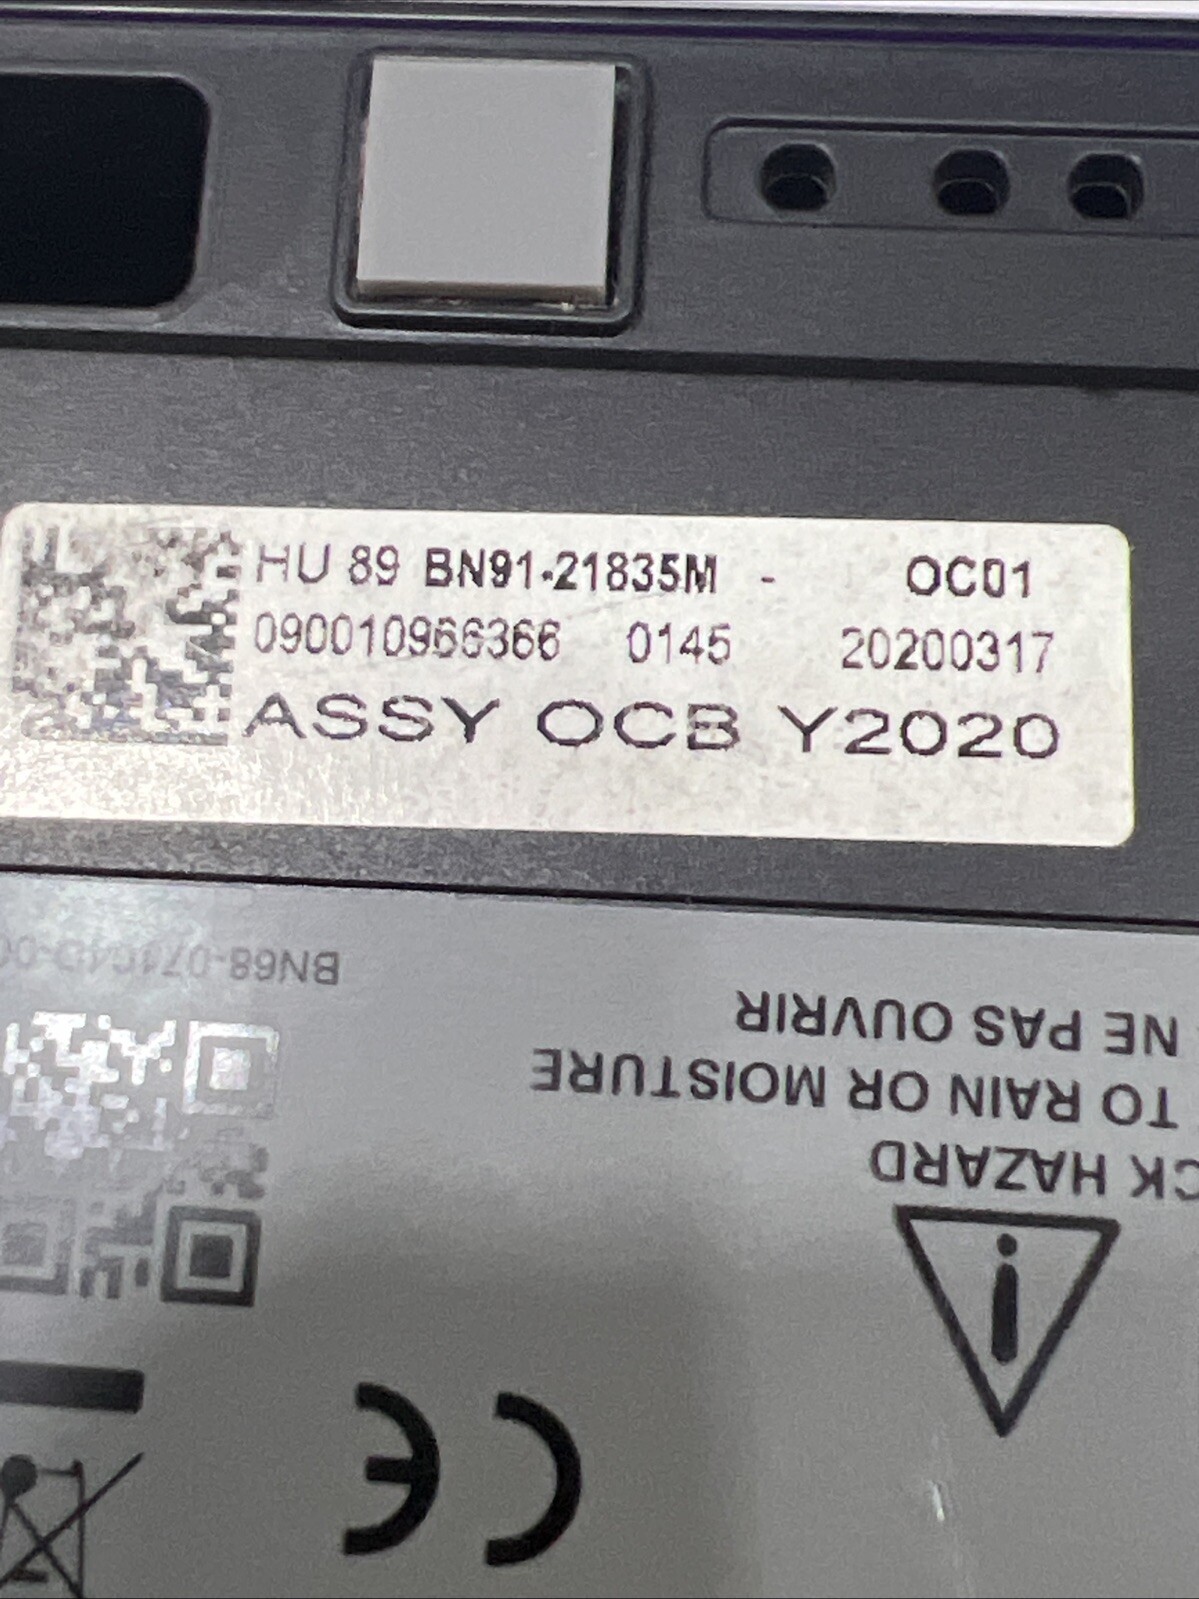 HU 89 BN91-21835M - OC01
090010966366 0145 20200317
ASSY OCB Y2020
CK HAZARD
TO RAIN OR MOISTURE
NE PAS OUVRIR
CE